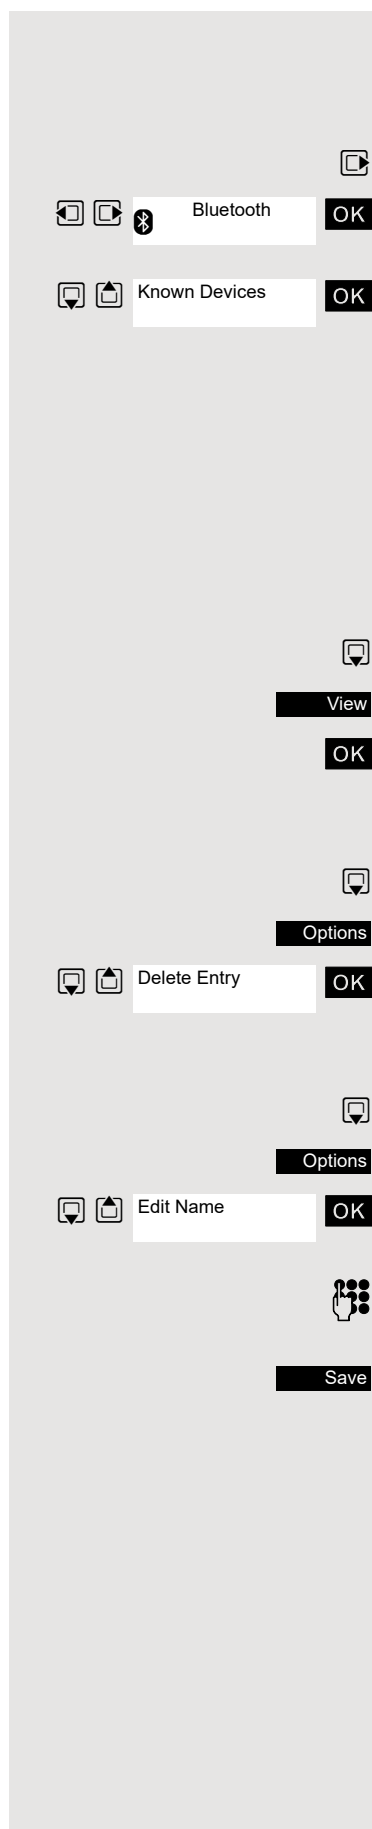 Bluetooth OK
Known Devices OK
View
OK
Options
Delete Entry OK
Options
Edit Name OK
Save